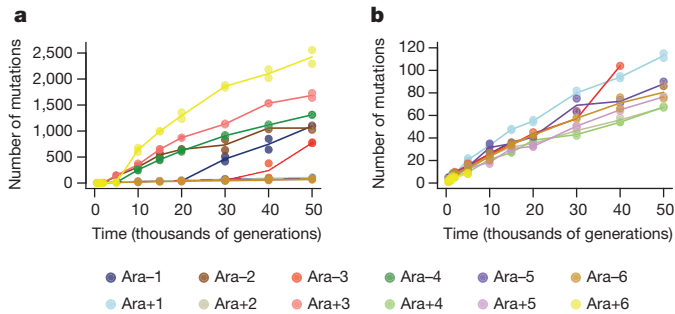 a
b
Number of mutations
2,500
2,000
1,500
1,000
500
0
0 10 20 30 40 50
Time (thousands of generations)
Number of mutations
120
100
80
60
40
20
0
0 10 20 30 40 50
Time (thousands of generations)
Ara–1 Ara–2 Ara–3 Ara–4 Ara–5 Ara–6
Ara+1 Ara+2 Ara+3 Ara+4 Ara+5 Ara+6